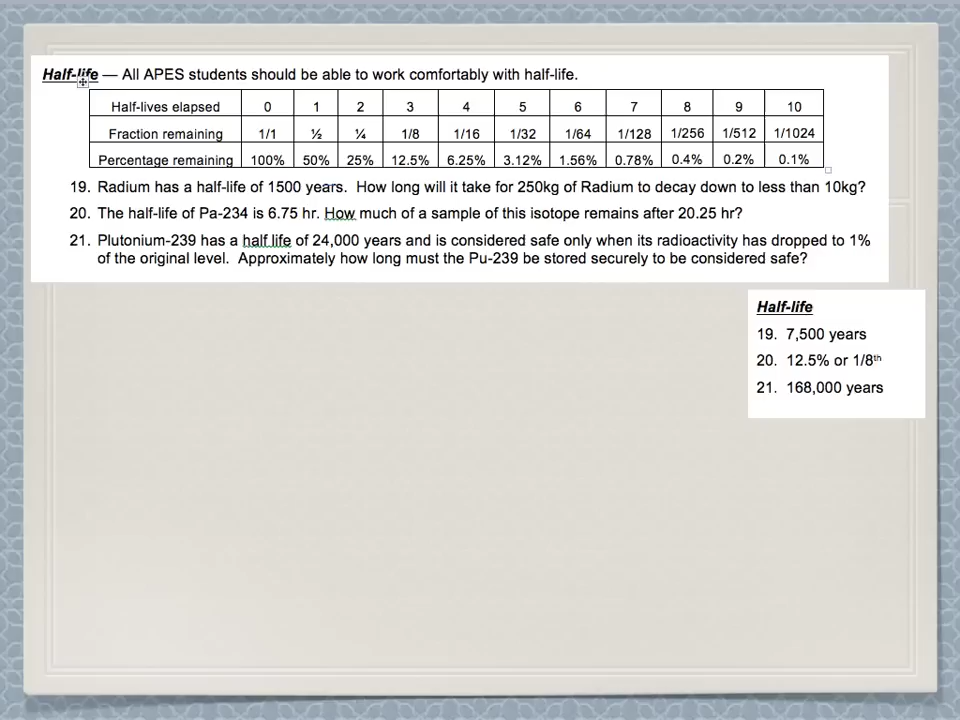 Half-life — All APES students should be able to work comfortably with half-life.
Half-lives elapsed 0 1 2 3 4 5 6 7 8 9 10
Fraction remaining 1/1 ½ ¼ 1/8 1/16 1/32 1/64 1/128 1/256 1/512 1/1024
Percentage remaining 100% 50% 25% 12.5% 6.25% 3.12% 1.56% 0.78% 0.4% 0.2% 0.1%
19. Radium has a half-life of 1500 years. How long will it take for 250kg of Radium to decay down to less than 10kg?
20. The half-life of Pa-234 is 6.75 hr. How much of a sample of this isotope remains after 20.25 hr?
21. Plutonium-239 has a half life of 24,000 years and is considered safe only when its radioactivity has dropped to 1%
of the original level. Approximately how long must the Pu-239 be stored securely to be considered safe?
Half-life
19. 7,500 years
20. 12.5% or 1/8th
21. 168,000 years